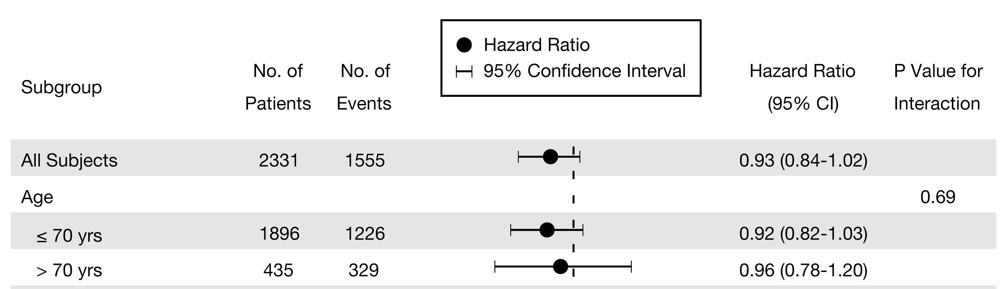 Hazard Ratio
95% Confidence Interval
Subgroup
No. of
Patients
No. of
Events
Hazard Ratio
(95% CI)
P Value for
Interaction
All Subjects 2331 1555 0.93 (0.84-1.02)
Age 0.69
≤ 70 yrs 1896 1226 0.92 (0.82-1.03)
> 70 yrs 435 329 0.96 (0.78-1.20)